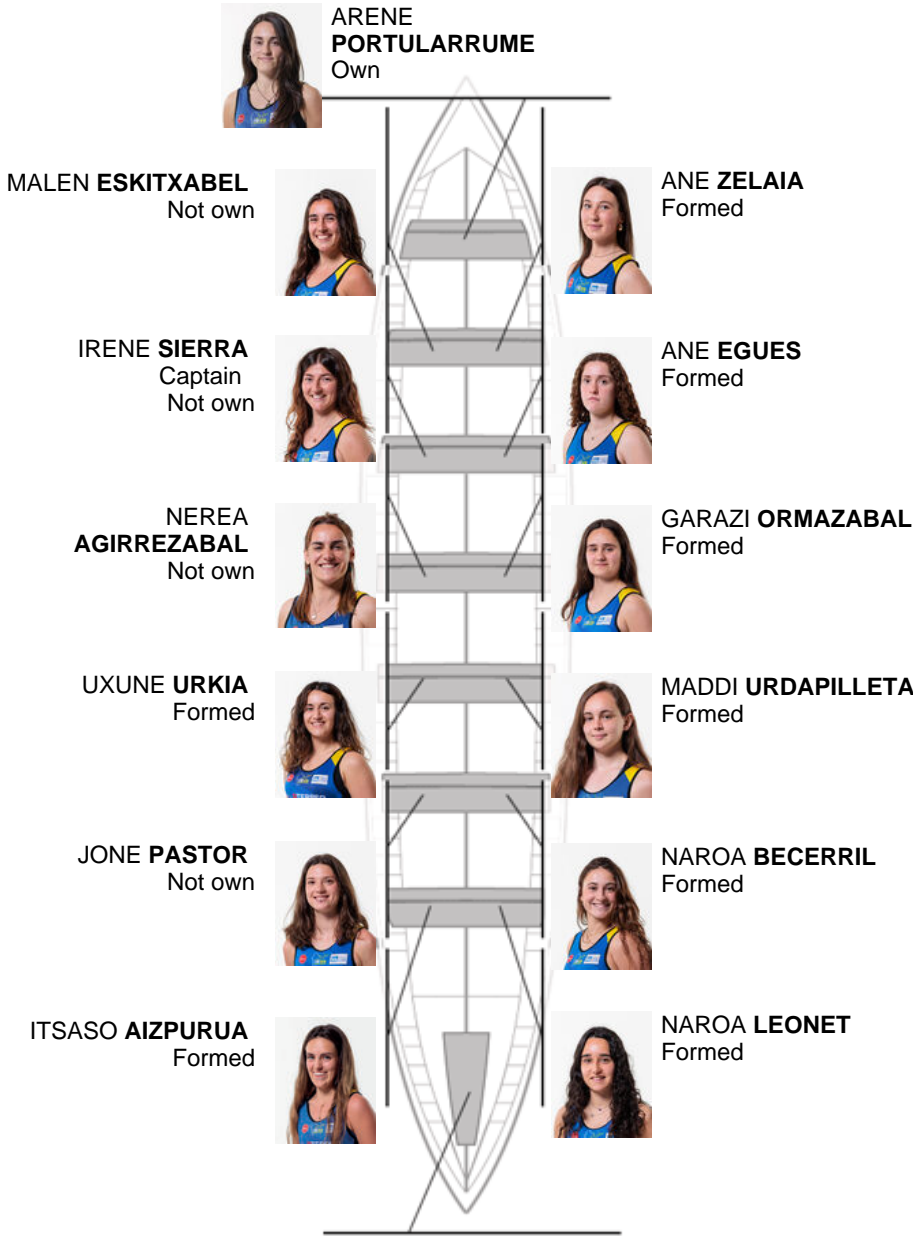 ARENE
PORTULARRUME
Own
MALEN ESKITXABEL
Not own
ANE ZELAIA
Formed
IRENE SIERRA
Captain
Not own
ANE EGUES
Formed
NEREA
AGIRREZABAL
Not own
GARAZI ORMAZABAL
Formed
UXUNE URKIA
Formed
MADDI URDAPILLETA
Formed
JONE PASTOR
Not own
NAROA BECERRIL
Formed
ITSASO AIZPURUA
Formed
NAROA LEONET
Formed